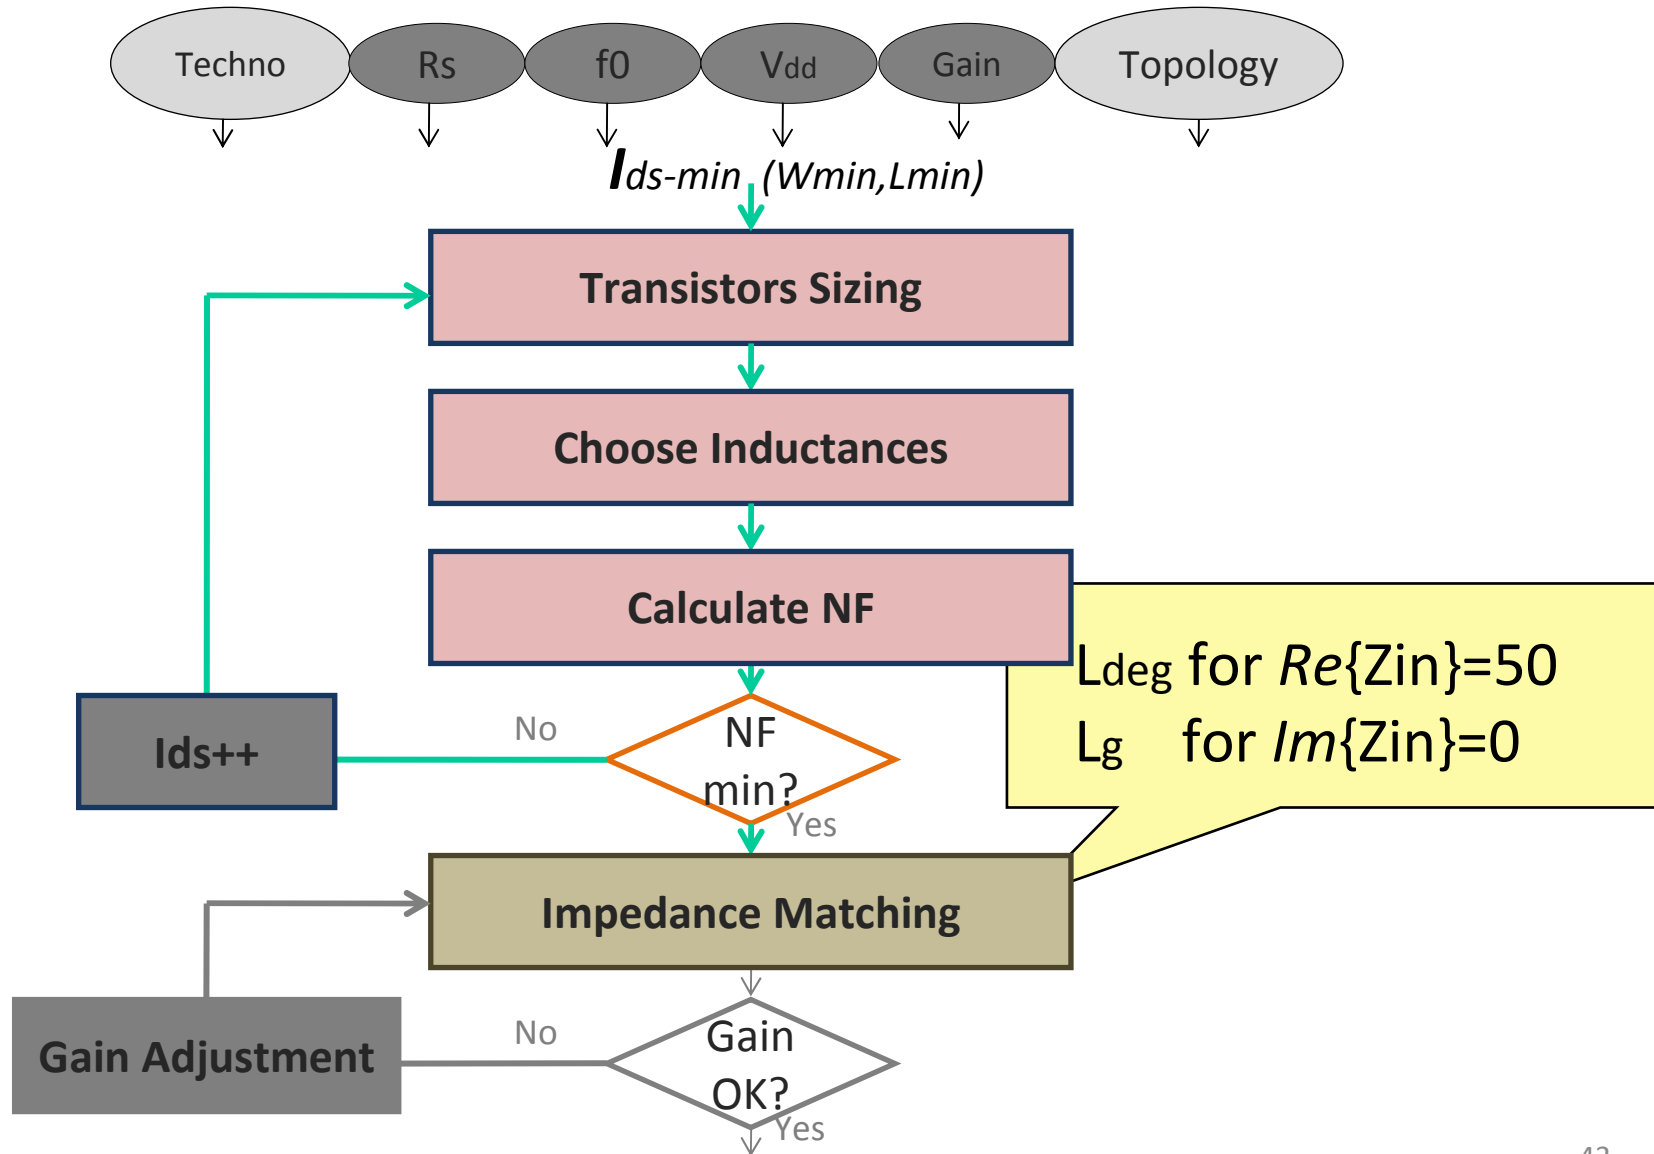 Techno Rs f0 Vdd Gain Topology
Ids-min (Wmin,Lmin)
Transistors Sizing
Choose Inductances
Calculate NF
Ldeg for Re{Zin}=50
Lg for Im{Zin}=0
Ids++
No
NF
min?
Yes
Impedance Matching
Gain Adjustment
No
Gain
OK?
Yes